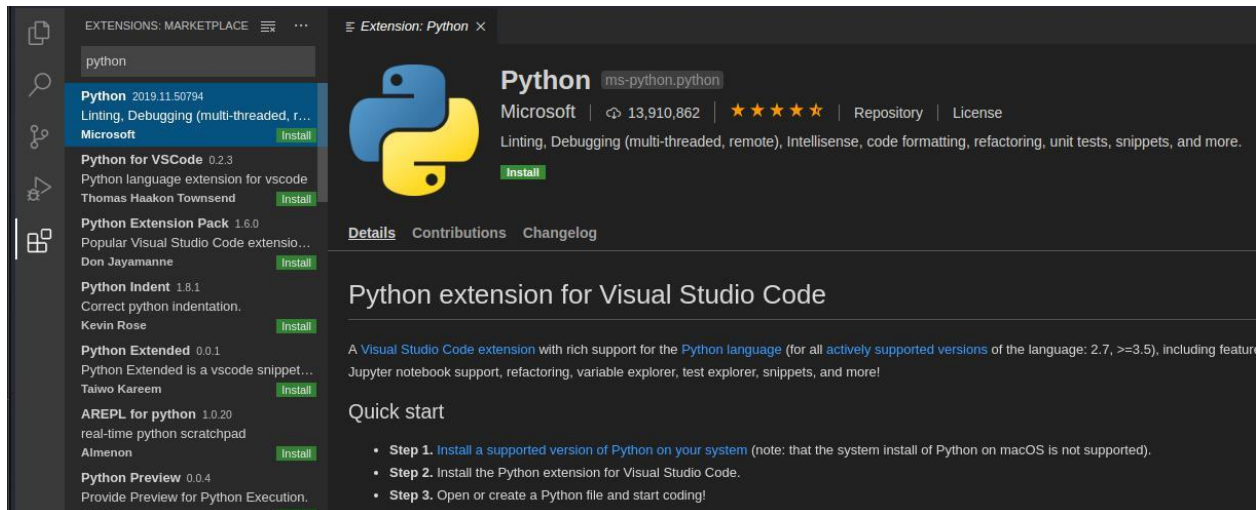 EXTENSIONS: MARKETPLACE
python
Python 2019.11.50794
Linting, Debugging (multi-threaded, r…
Microsoft Install
Python for VSCode 0.2.3
Python language extension for vscode
Thomas Haakon Townsend Install
Python Extension Pack 1.6.0
Popular Visual Studio Code extensio…
Don Jayamanne Install
Python Indent 1.8.1
Correct python indentation.
Kevin Rose Install
Python Extended 0.0.1
Python Extended is a vscode snippet…
Taiwo Kareem Install
AREPL for python 1.0.20
real-time python scratchpad
Almenon Install
Python Preview 0.0.4
Provide Preview for Python Execution.
Extension: Python
Python ms-python.python
Microsoft | 13,910,862 | Repository | License
Linting, Debugging (multi-threaded, remote), Intellisense, code formatting, refactoring, unit tests, snippets, and more.
Install
Details Contributions Changelog
Python extension for Visual Studio Code
A Visual Studio Code extension with rich support for the Python language (for all actively supported versions of the language: 2.7, >=3.5), including feature
Jupyter notebook support, refactoring, variable explorer, test explorer, snippets, and more!
Quick start
• Step 1. Install a supported version of Python on your system (note: that the system install of Python on macOS is not supported).
• Step 2. Install the Python extension for Visual Studio Code.
• Step 3. Open or create a Python file and start coding!